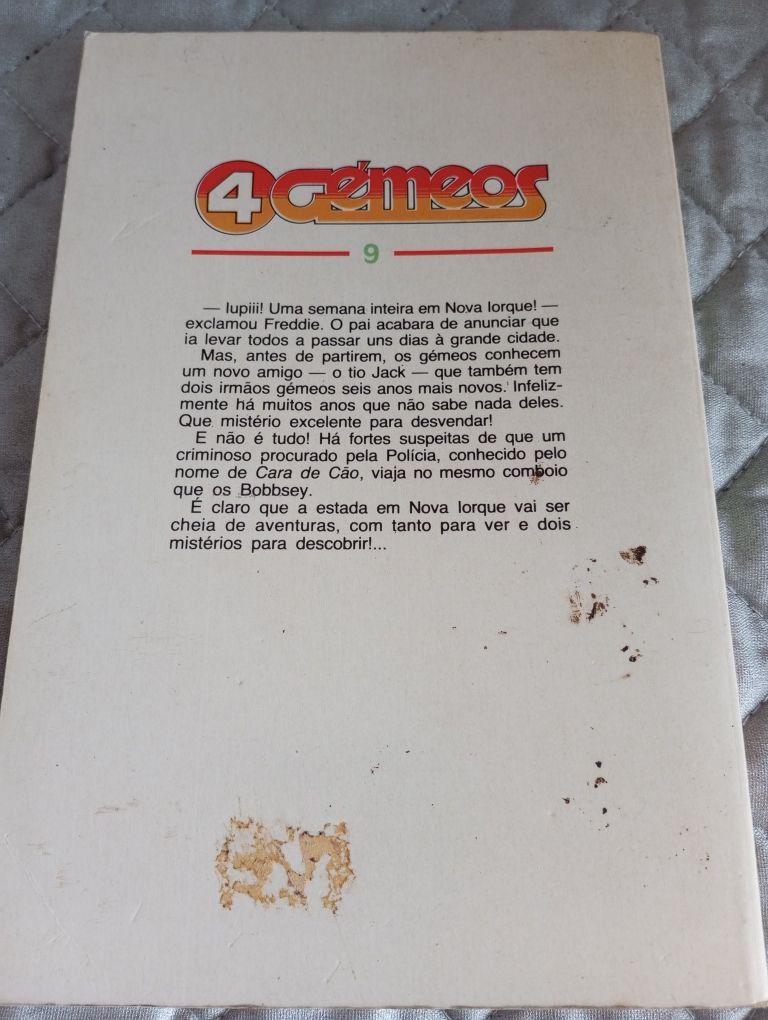 4 Gémeos
9
— Iupiii! Uma semana inteira em Nova Iorque! —
exclamou Freddie. O pai acabara de anunciar que
ia levar todos a passar uns dias à grande cidade.
Mas, antes de partirem, os gémeos conhecem
um novo amigo — o tio Jack — que também tem
dois irmãos gémeos seis anos mais novos. Infeliz-
mente há muitos anos que não sabe nada deles.
Que mistério excelente para desvendar!
E não é tudo! Há fortes suspeitas de que um
criminoso procurado pela Polícia, conhecido pelo
nome de Cara de Cão, viaja no mesmo comboio
que os Bobbsey.
É claro que a estada em Nova Iorque vai ser
cheia de aventuras, com tanto para ver e dois
mistérios para descobrir!...